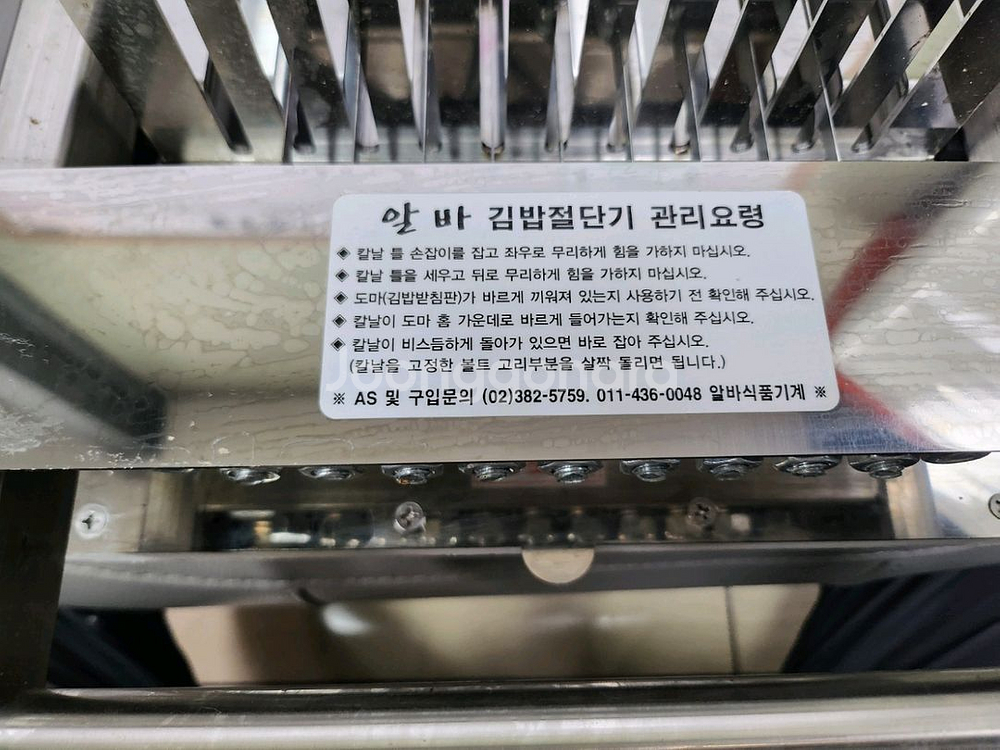 알바 김밥절단기 관리요령
◈ 칼날 틀 손잡이를 잡고 좌우로 무리하게 힘을 가하지 마십시오.
◈ 칼날 틀을 세우고 뒤로 무리하게 힘을 가하지 마십시오.
◈ 도마(김밥받침판)가 바르게 끼워져 있는지 사용하기 전 확인해 주십시오.
◈ 칼날이 도마 홈 가운데로 바르게 들어가는지 확인해 주십시오.
◈ 칼날이 비스듬하게 돌아가 있으면 바로 잡아 주십시오.
(칼날을 고정한 볼트 고리부분을 살짝 돌리면 됩니다.)
Joonggonara
※ AS 및 구입문의 (02)382-5759. 011-436-0048 알바식품기계 ※